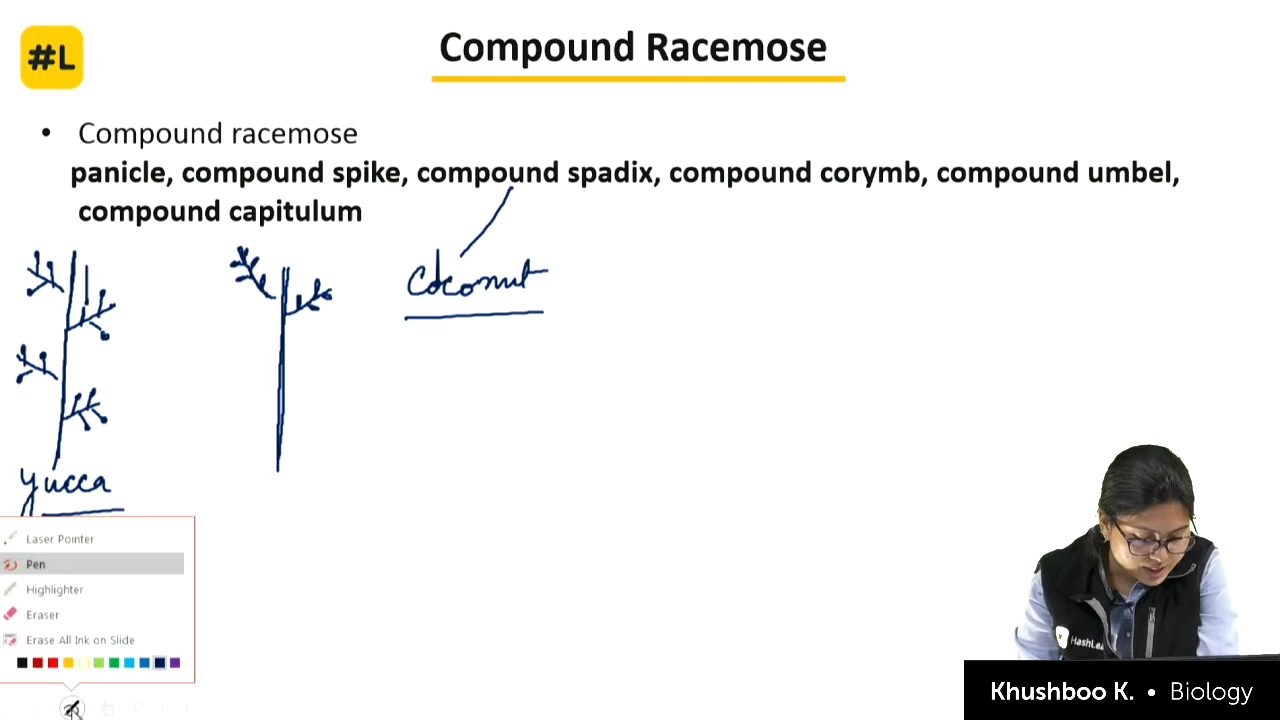 #L
Compound Racemose
• Compound racemose
panicle, compound spike, compound spadix, compound corymb, compound umbel,
compound capitulum
Coconut
Yucca
Laser Pointer
Pen
Highlighter
Eraser
Erase All Ink on Slide
Khushboo K. • Biology